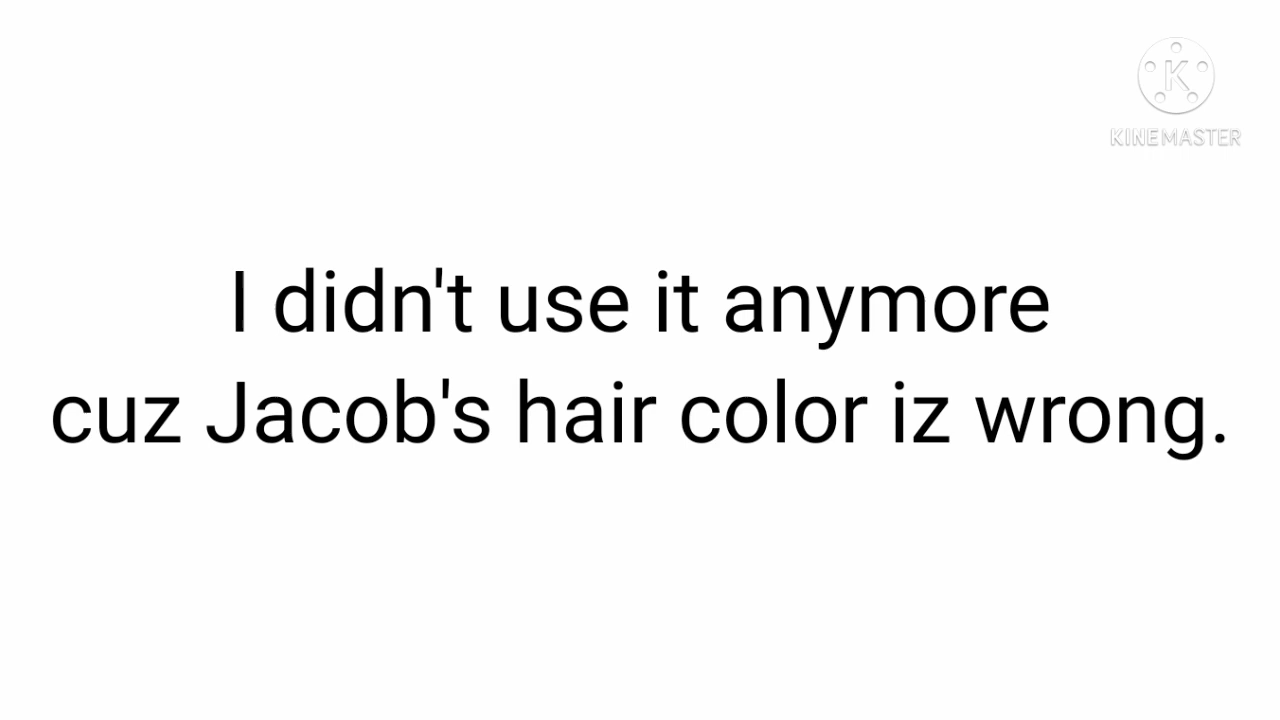 K
KINEMASTER
I didn't use it anymore
cuz Jacob's hair color iz wrong.